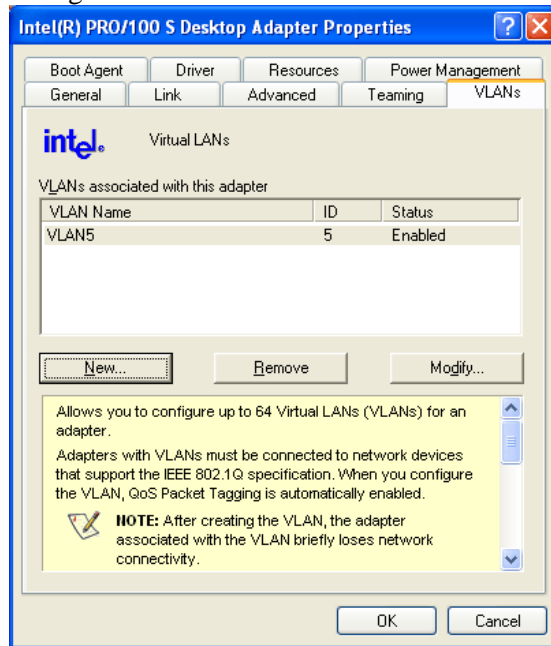 Intel(R) PRO/100 S Desktop Adapter Properties
Boot Agent Driver Resources Power Management
General Link Advanced Teaming VLANs
intel. Virtual LANs
VLANs associated with this adapter
VLAN Name ID Status
VLAN5 5 Enabled
New... Remove Modify...
Allows you to configure up to 64 Virtual LANs (VLANs) for an
adapter.
Adapters with VLANs must be connected to network devices
that support the IEEE 802.1Q specification. When you configure
the VLAN, QoS Packet Tagging is automatically enabled.
NOTE: After creating the VLAN, the adapter
associated with the VLAN briefly loses network
connectivity.
OK Cancel